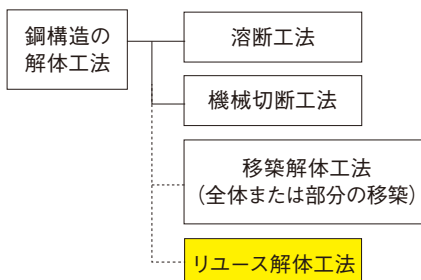 鋼構造の
解体工法
溶断工法
機械切断工法
移築解体工法
(全体または部分の移築)
リユース解体工法